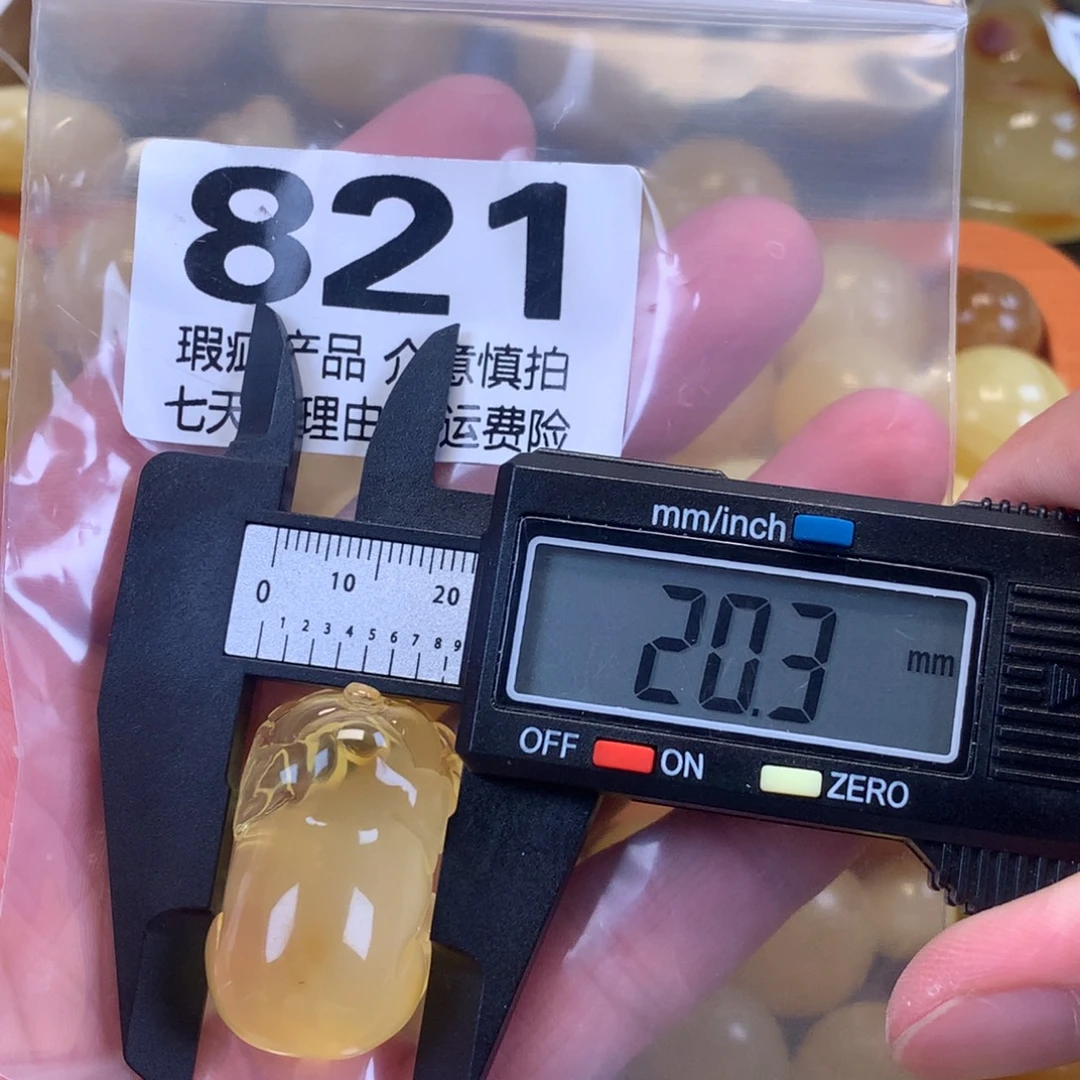 821
瑕疵产品 介意慎拍
七天 理由 运费险
mm/inch
0 10 20
1 2 3 4 5 6 7 8 9
20.3 mm
OFF ON ZERO